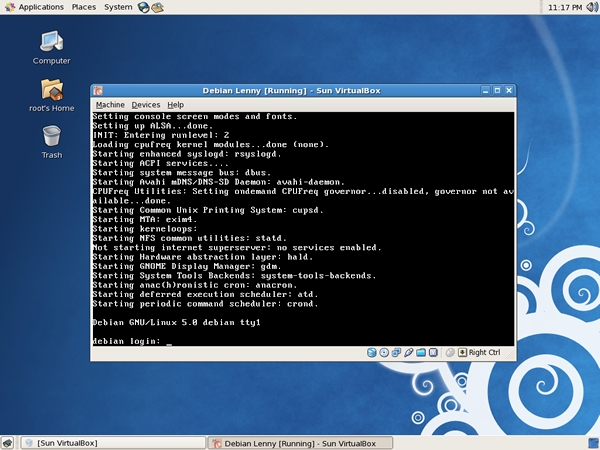 Applications Places System
11:17 PM
Computer
root's Home
Trash
Debian Lenny [Running] - Sun VirtualBox
Machine Devices Help
Setting console screen modes and fonts.
Setting up ALSA...done.
INIT: Entering runlevel: 2
Loading cpufreq kernel modules...done (none).
Starting enhanced syslogd: rsyslogd.
Starting ACPI services....
Starting system message bus: dbus.
Starting Avahi mDNS/DNS-SD Daemon: avahi-daemon.
CPUFreq Utilities: Setting ondemand CPUFreq governor...disabled, governor not av
ailable...done.
Starting Common Unix Printing System: cupsd.
Starting MTA: exim4.
Starting kerneloops:
Starting NFS common utilities: statd.
Not starting internet superserver: no services enabled.
Starting Hardware abstraction layer: hald.
Starting GNOME Display Manager: gdm.
Starting System Tools Backends: system-tools-backends.
Starting anac(h)ronistic cron: anacron.
Starting deferred execution scheduler: atd.
Starting periodic command scheduler: crond.
Debian GNU/Linux 5.0 debian tty1
debian login: _
Right Ctrl
[Sun VirtualBox]
Debian Lenny [Running] - Sun VirtualBox